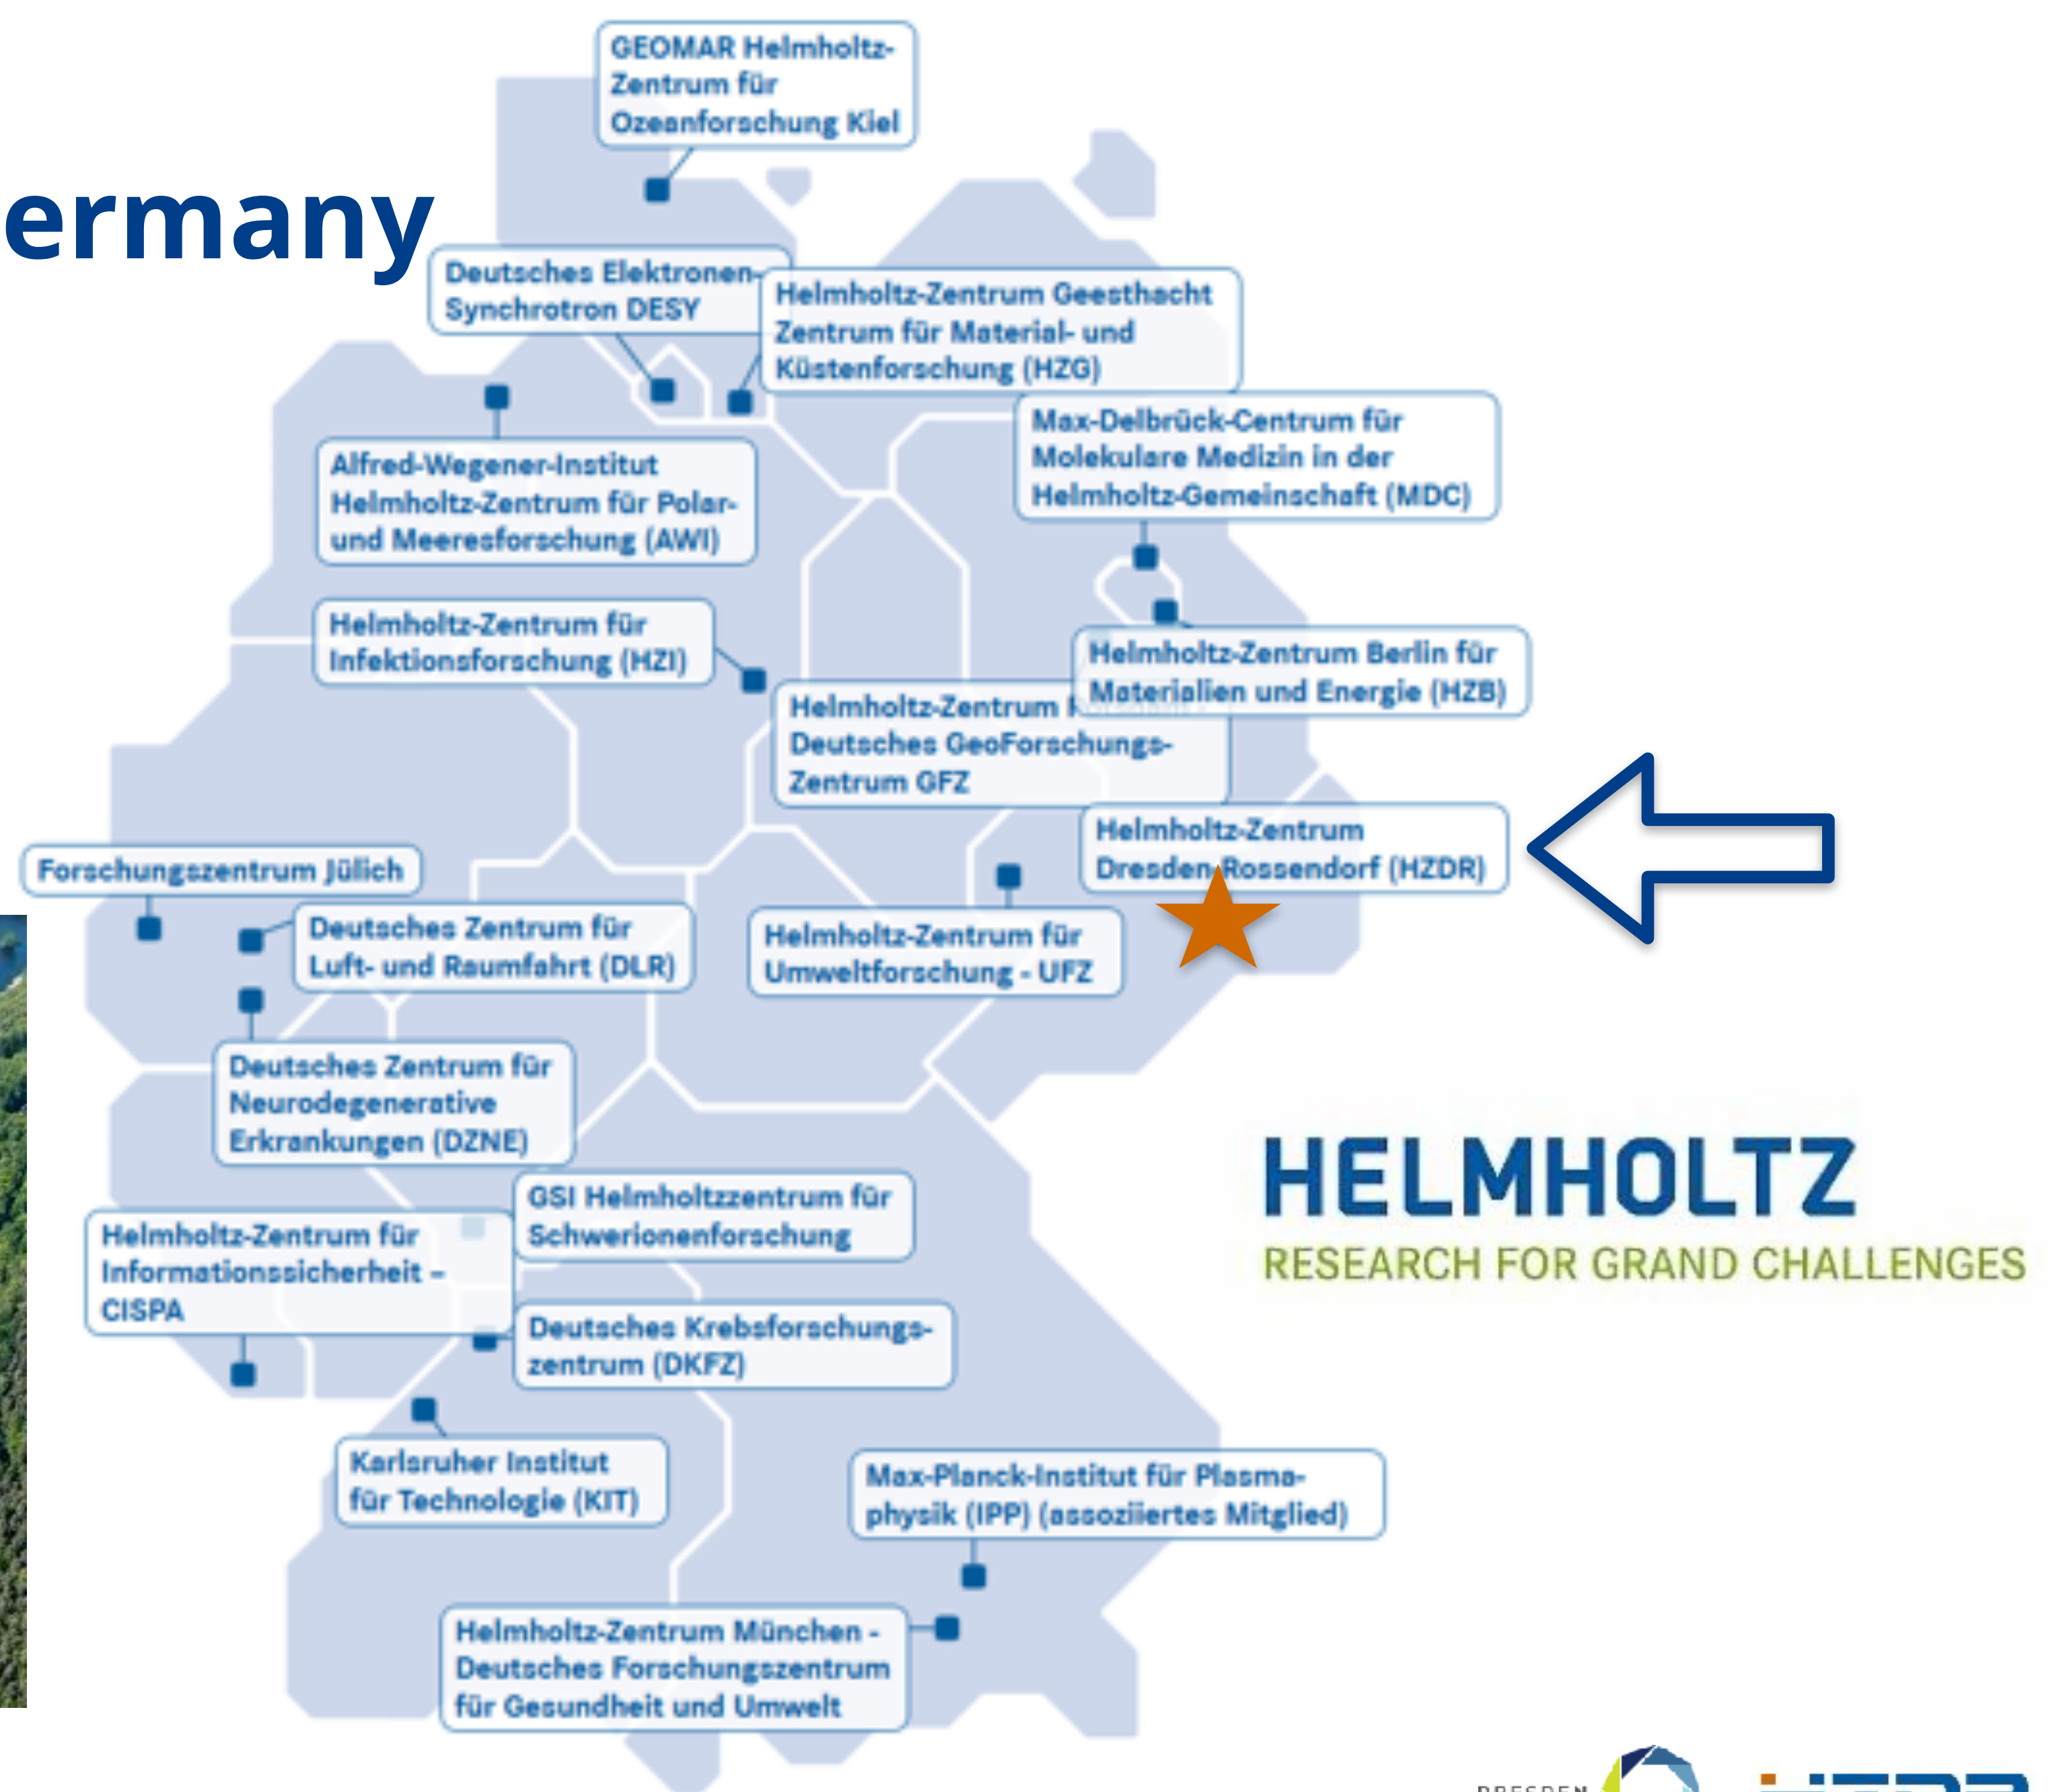 GEOMAR Helmholtz-
Zentrum für
Ozeanforschung Kiel
ermany
Deutsches Elektronen-
Synchrotron DESY
Helmholtz-Zentrum Geesthacht
Zentrum für Material- und
Küstenforschung (HZG)
Max-Delbrück-Centrum für
Molekulare Medizin in der
Helmholtz-Gemeinschaft (MDC)
Alfred-Wegener-Institut
Helmholtz-Zentrum für Polar-
und Meeresforschung (AWI)
Helmholtz-Zentrum für
Infektionsforschung (HZI)
Helmholtz-Zentrum Berlin für
Materialien und Energie (HZB)
Helmholtz-Zentrum
Deutsches GeoForschungs-
Zentrum GFZ
Helmholtz-Zentrum
Dresden-Rossendorf (HZDR)
Forschungszentrum Jülich
Deutsches Zentrum für
Luft- und Raumfahrt (DLR)
Helmholtz-Zentrum für
Umweltforschung - UFZ
Deutsches Zentrum für
Neurodegenerative
Erkrankungen (DZNE)
HELMHOLTZ
RESEARCH FOR GRAND CHALLENGES
GSI Helmholtzzentrum für
Schwerionenforschung
Helmholtz-Zentrum für
Informationssicherheit –
CISPA
Deutsches Krebsforschungs-
zentrum (DKFZ)
Karlsruher Institut
für Technologie (KIT)
Max-Planck-Institut für Plasma-
physik (IPP) (assoziiertes Mitglied)
Helmholtz-Zentrum München -
Deutsches Forschungszentrum
für Gesundheit und Umwelt
DRESDEN